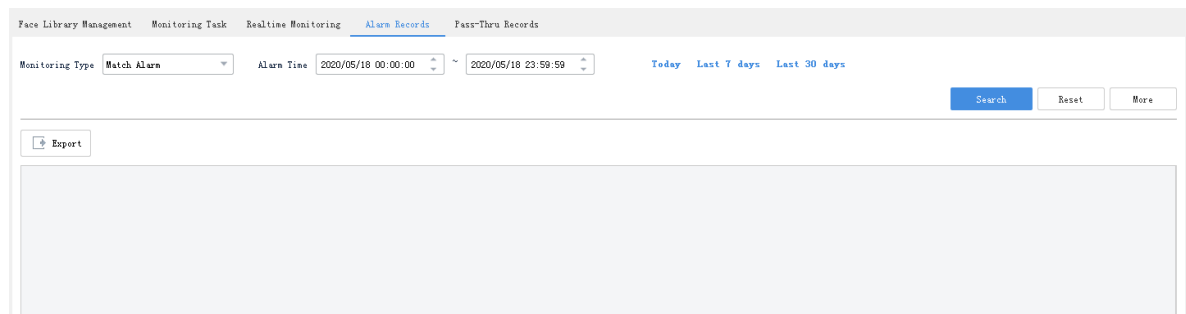 Face Library Management Monitoring Task Realtime Monitoring Alarm Records Pass-Thru Records
Monitoring Type Match Alarm Alarm Time 2020/05/18 00:00:00 ~ 2020/05/18 23:59:59 Today Last 7 days Last 30 days
Search Reset More
Export